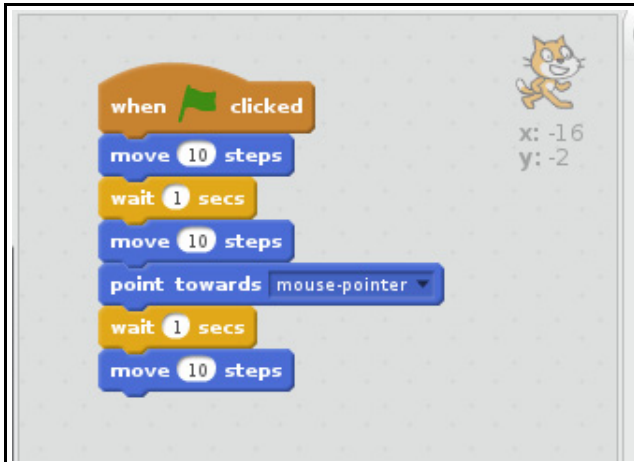 when clicked
move 10 steps
wait 1 secs
move 10 steps
point towards mouse-pointer
wait 1 secs
move 10 steps
x: -16
y: -2